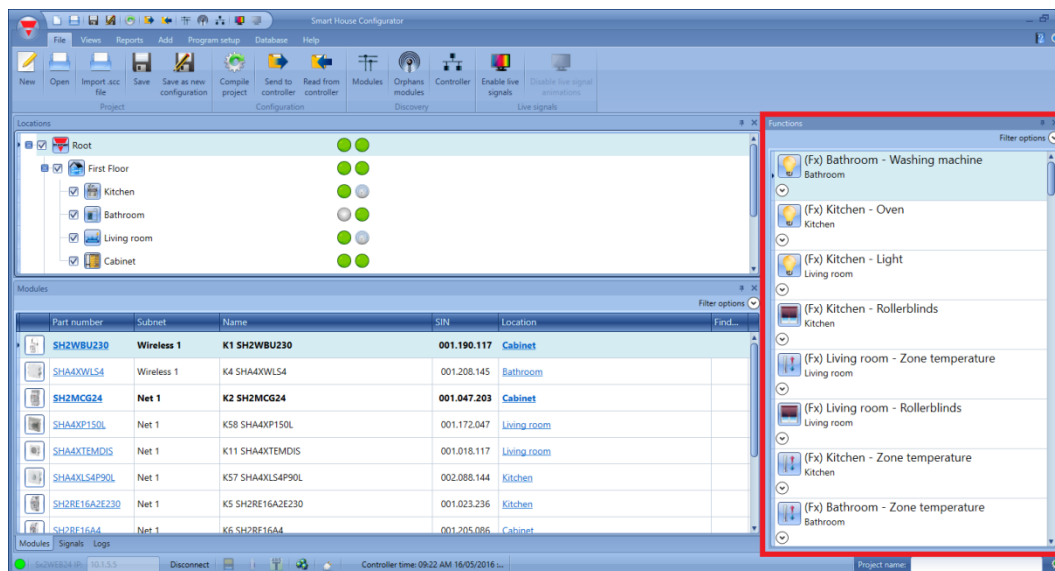 Smart House Configurator
File Views Reports Add Program setup Database Help
New Open Import .scc file Save Save as new configuration Compile project Send to controller Read from controller Modules Orphans modules Controller Enable live signals Disable live signal animations
Project Configuration Discovery Live signals
Locations
Root
First Floor
Kitchen
Bathroom
Living room
Cabinet
Modules
Filter options
Part number Subnet Name SIN Location Find...
SH2WBU230 Wireless 1 K1 SH2WBU230 001.190.117 Cabinet
SHA4XWLS4 Wireless 1 K4 SHA4XWLS4 001.208.145 Bathroom
SH2MCG24 Net 1 K2 SH2MCG24 001.047.203 Cabinet
SHA4XP150L Net 1 K58 SHA4XP150L 001.172.047 Living room
SHA4XTEMDIS Net 1 K11 SHA4XTEMDIS 001.018.117 Living room
SHA4XLS4P90L Net 1 K57 SHA4XLS4P90L 002.088.144 Kitchen
SH2RE16A2E230 Net 1 K5 SH2RE16A2E230 001.023.236 Kitchen
SH2RE16A4 Net 1 K6 SH2RE16A4 001.205.086 Cabinet
Modules Signals Logs
Functions
Filter options
(Fx) Bathroom - Washing machine
Bathroom
(Fx) Kitchen - Oven
Kitchen
(Fx) Kitchen - Light
Living room
(Fx) Kitchen - Rollerblinds
Kitchen
(Fx) Living room - Zone temperature
Living room
(Fx) Living room - Rollerblinds
Living room
(Fx) Kitchen - Zone temperature
Kitchen
(Fx) Bathroom - Zone temperature
Bathroom
Sx2WEB24 IP: 10.1.5.5 Disconnect Controller time: 09:22 AM 16/05/2016 :... Project name: